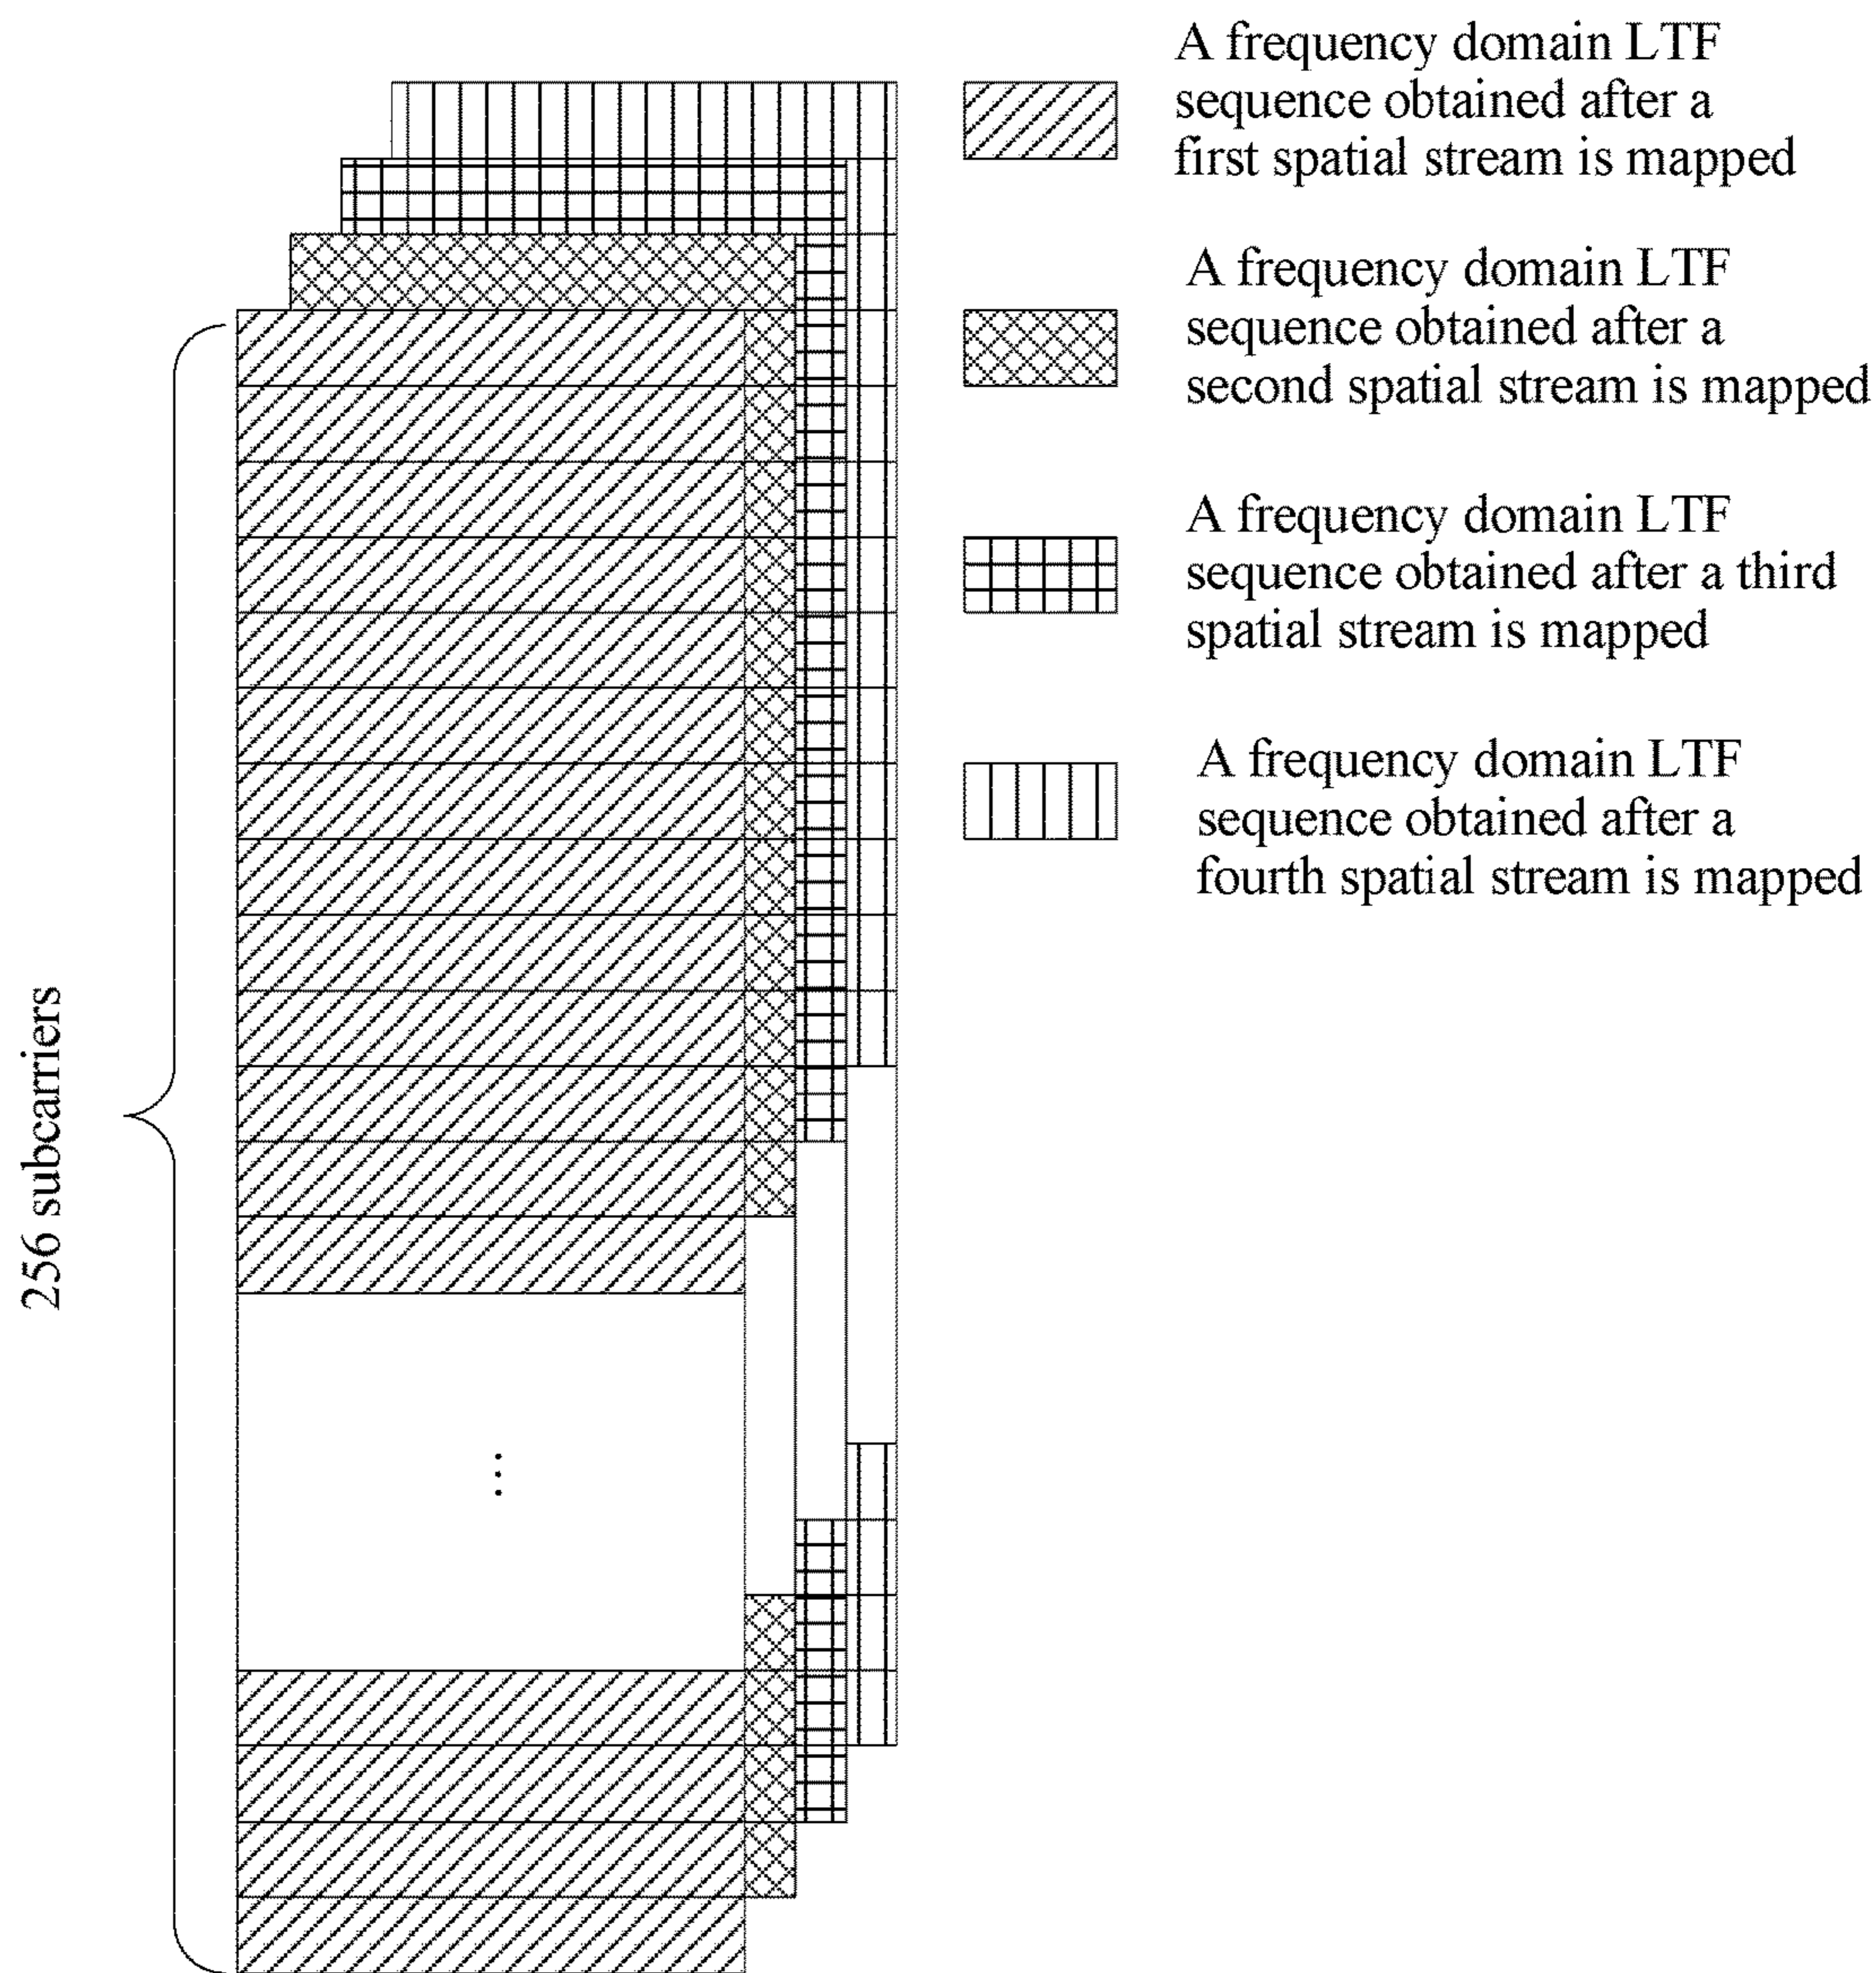 A frequency domain LTF
sequence obtained after a
first spatial stream is mapped
A frequency domain LTF
sequence obtained after a
second spatial stream is mapped
A frequency domain LTF
sequence obtained after a third
spatial stream is mapped
A frequency domain LTF
sequence obtained after a
fourth spatial stream is mapped
256 subcarriers
...